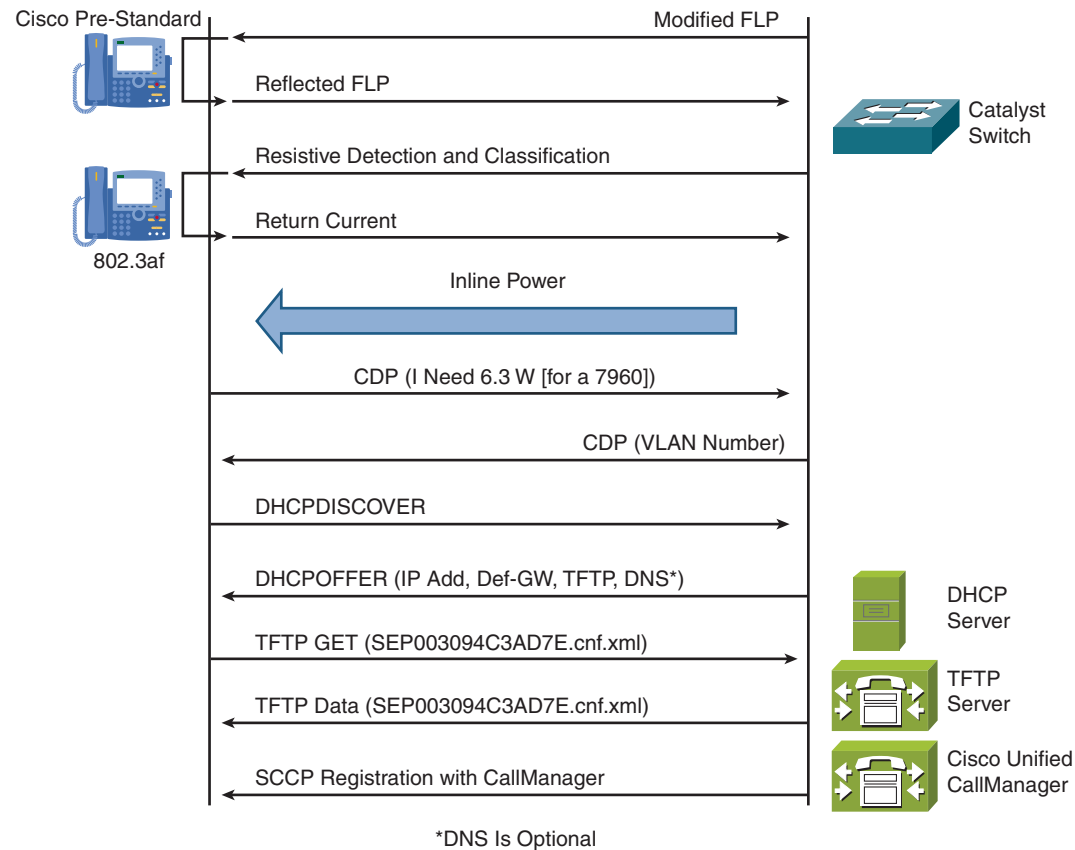 Cisco Pre-Standard
Modified FLP
Reflected FLP
Catalyst
Switch
Resistive Detection and Classification
Return Current
802.3af
Inline Power
CDP (I Need 6.3 W [for a 7960])
CDP (VLAN Number)
DHCPDISCOVER
DHCPOFFER (IP Add, Def-GW, TFTP, DNS*)
DHCP
Server
TFTP GET (SEP003094C3AD7E.cnf.xml)
TFTP
Server
TFTP Data (SEP003094C3AD7E.cnf.xml)
Cisco Unified
CallManager
SCCP Registration with CallManager
*DNS Is Optional